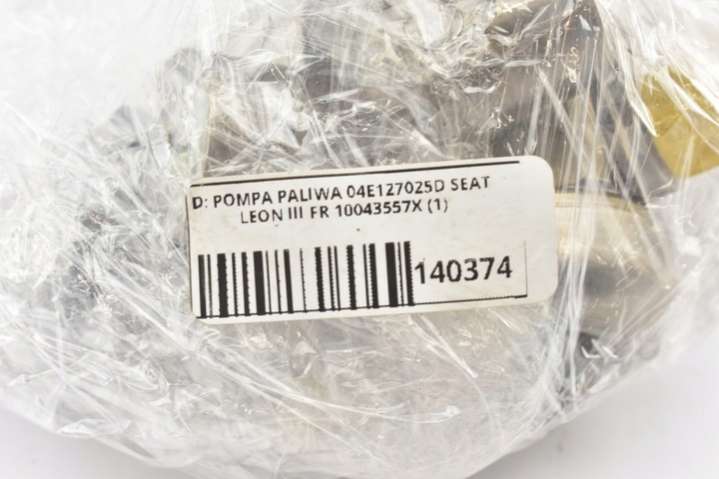 D: POMPA PALIWA 04E127025D SEAT
LEON III FR 10043557X (1)
140374